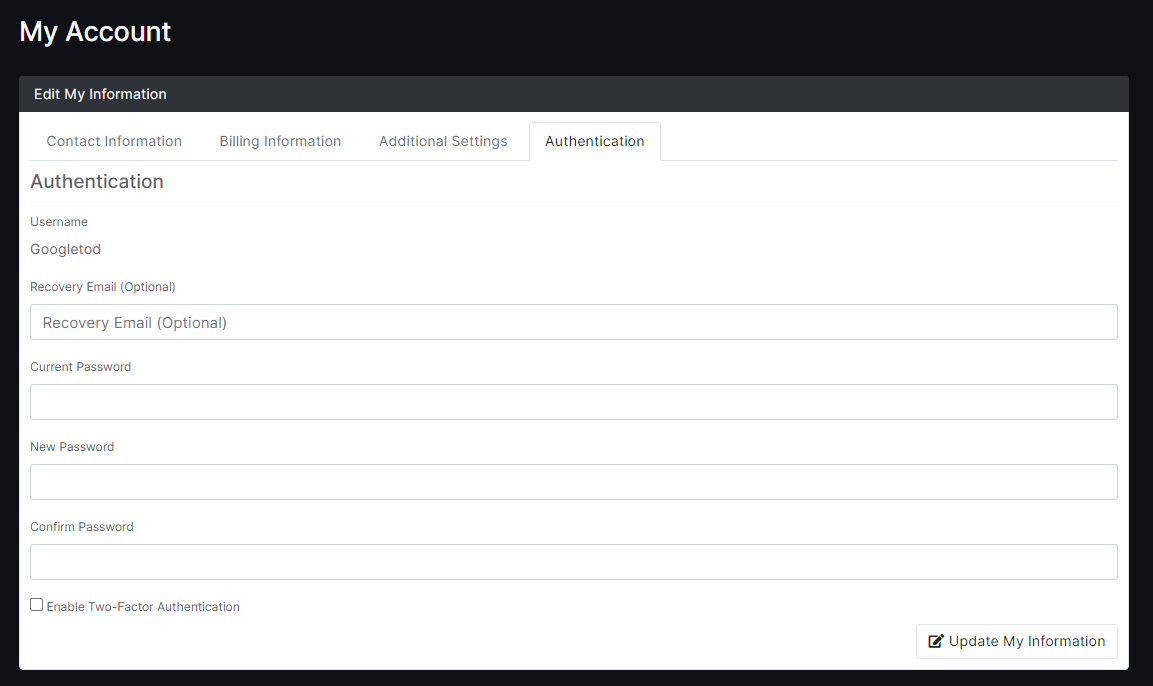 My Account
Edit My Information
Contact Information Billing Information Additional Settings Authentication
Authentication
Username
Googletod
Recovery Email (Optional)
Recovery Email (Optional)
Current Password
New Password
Confirm Password
Enable Two-Factor Authentication
Update My Information